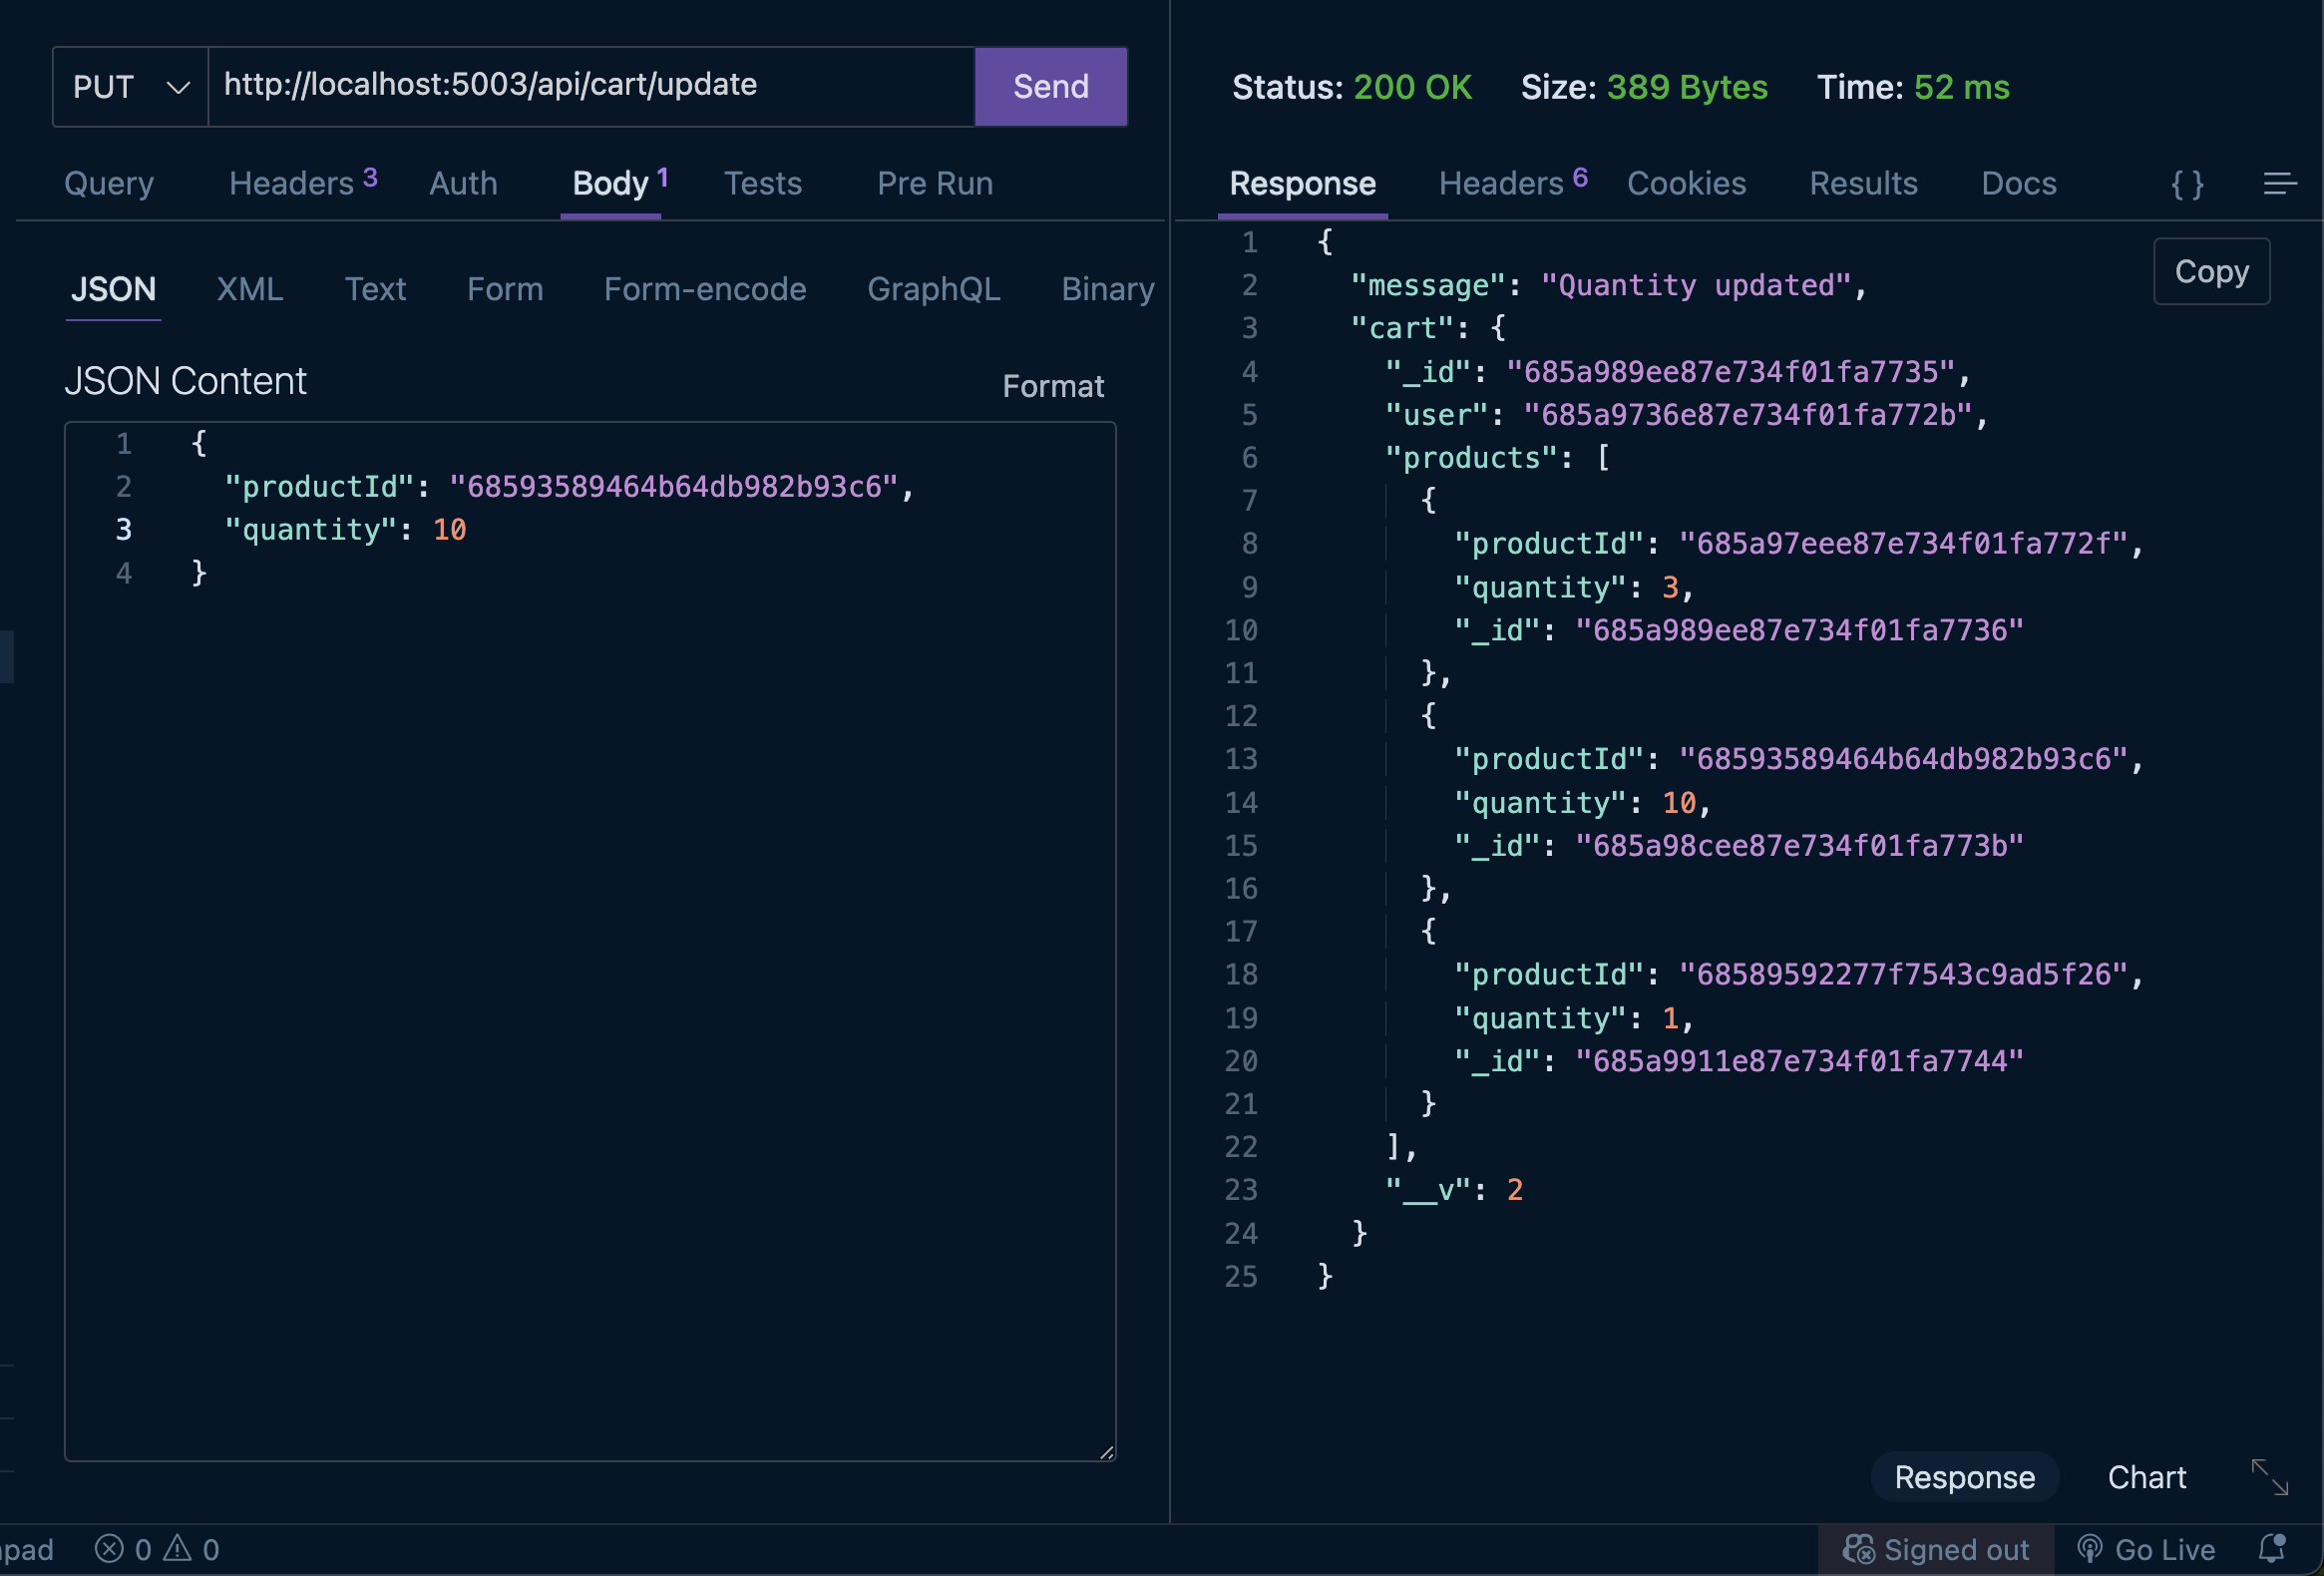 PUT http://localhost:5003/api/cart/update Send
Query Headers 3 Auth Body 1 Tests Pre Run
JSON XML Text Form Form-encode GraphQL Binary
JSON Content Format
1 {
2 "productId": "68593589464b64db982b93c6",
3 "quantity": 10
4 }
Status: 200 OK Size: 389 Bytes Time: 52 ms
Response Headers 6 Cookies Results Docs { }
Copy
1 {
2 "message": "Quantity updated",
3 "cart": {
4 "_id": "685a989ee87e734f01fa7735",
5 "user": "685a9736e87e734f01fa772b",
6 "products": [
7 {
8 "productId": "685a97eee87e734f01fa772f",
9 "quantity": 3,
10 "_id": "685a989ee87e734f01fa7736"
11 },
12 {
13 "productId": "68593589464b64db982b93c6",
14 "quantity": 10,
15 "_id": "685a98cee87e734f01fa773b"
16 },
17 {
18 "productId": "68589592277f7543c9ad5f26",
19 "quantity": 1,
20 "_id": "685a9911e87e734f01fa7744"
21 }
22 ],
23 "__v": 2
24 }
25 }
Response Chart
pad 0 0 Signed out Go Live